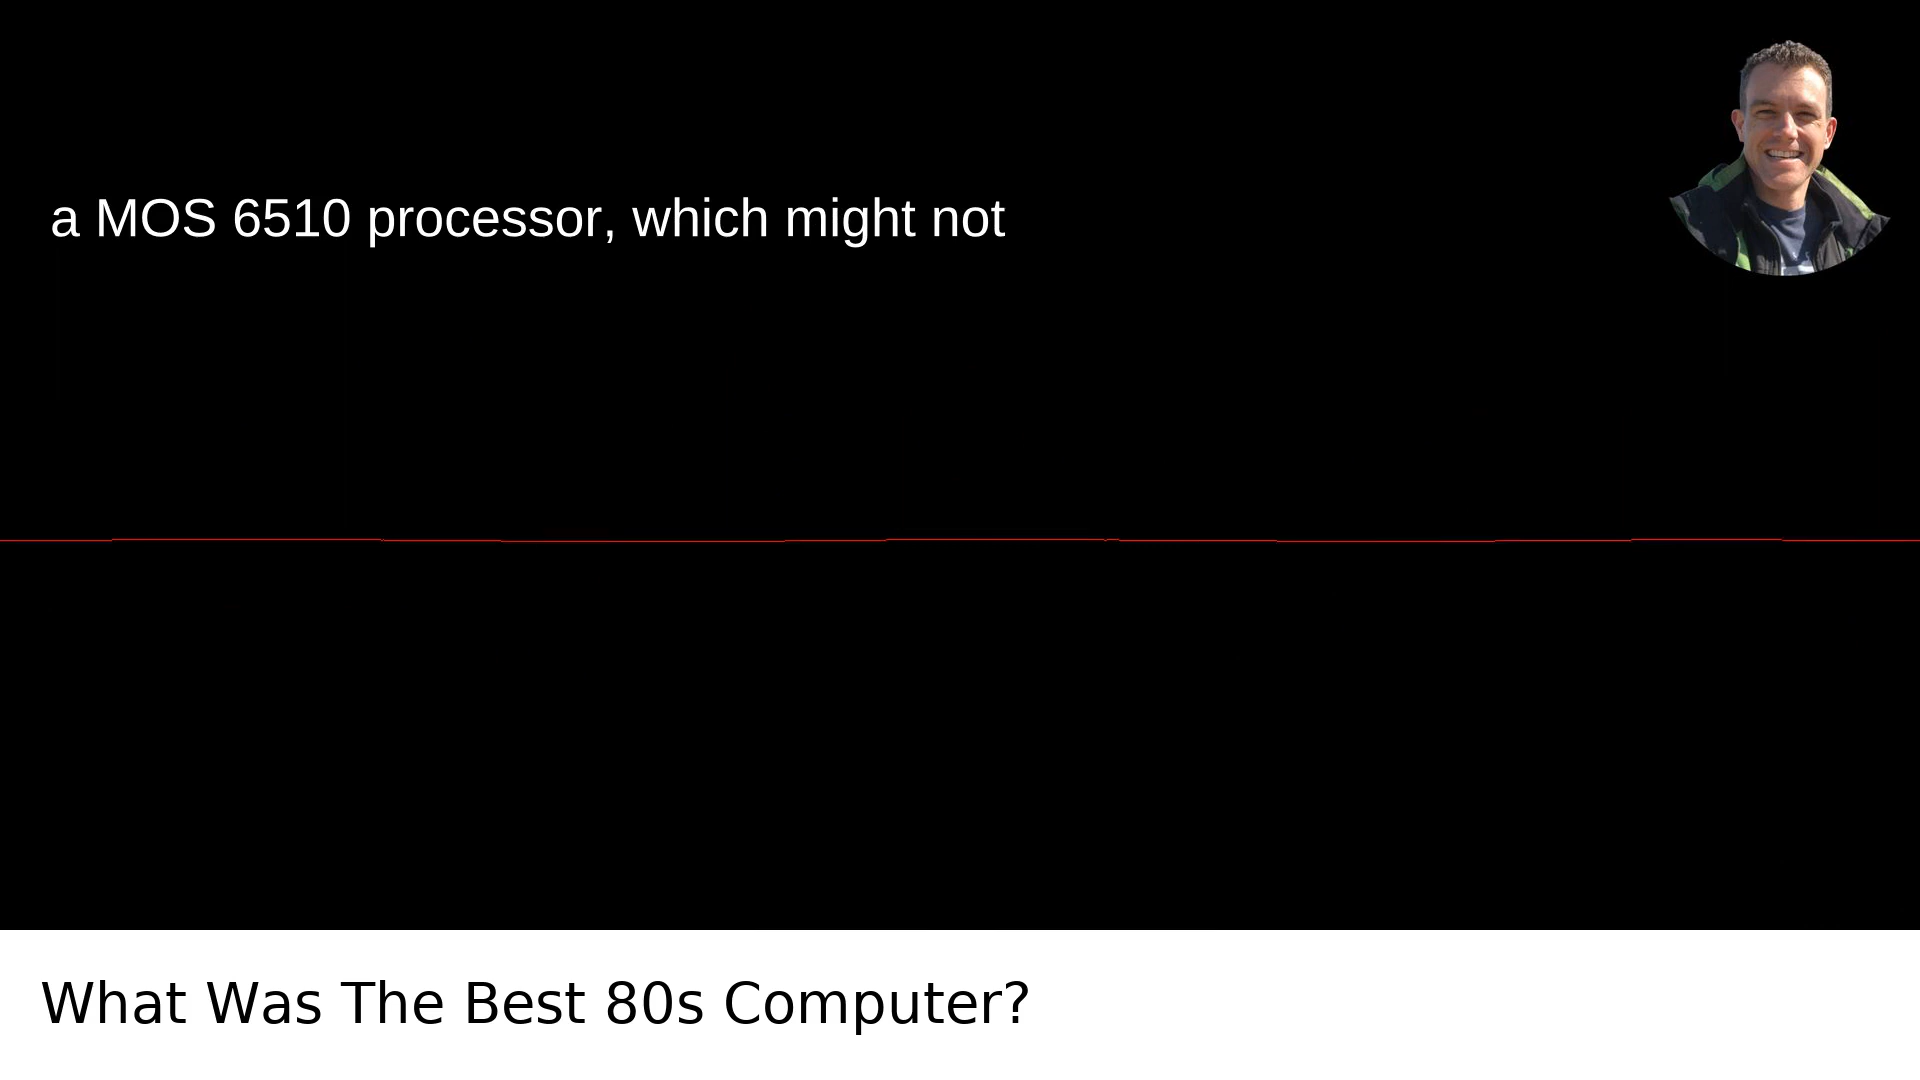 a MOS 6510 processor, which might not
What Was The Best 80s Computer?